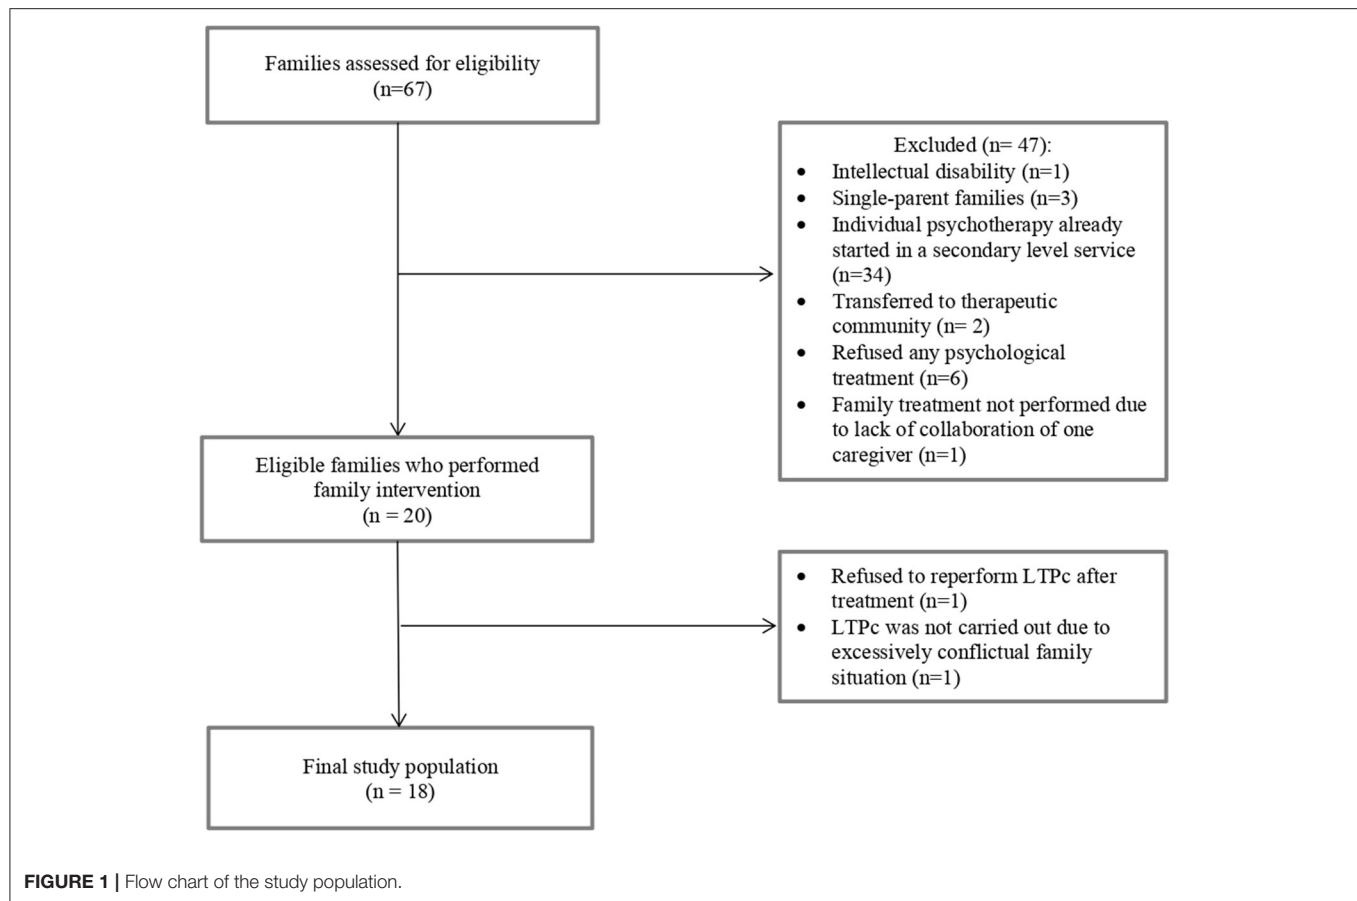 Families assessed for eligibility
(n=67)
Excluded (n= 47):
• Intellectual disability (n=1)
• Single-parent families (n=3)
• Individual psychotherapy already
started in a secondary level service
(n=34)
• Transferred to therapeutic
community (n= 2)
• Refused any psychological
treatment (n=6)
• Family treatment not performed due
to lack of collaboration of one
caregiver (n=1)
Eligible families who performed
family intervention
(n = 20)
• Refused to reperform LTPc after
treatment (n=1)
• LTPc was not carried out due to
excessively conflictual family
situation (n=1)
Final study population
(n = 18)
FIGURE 1 | Flow chart of the study population.